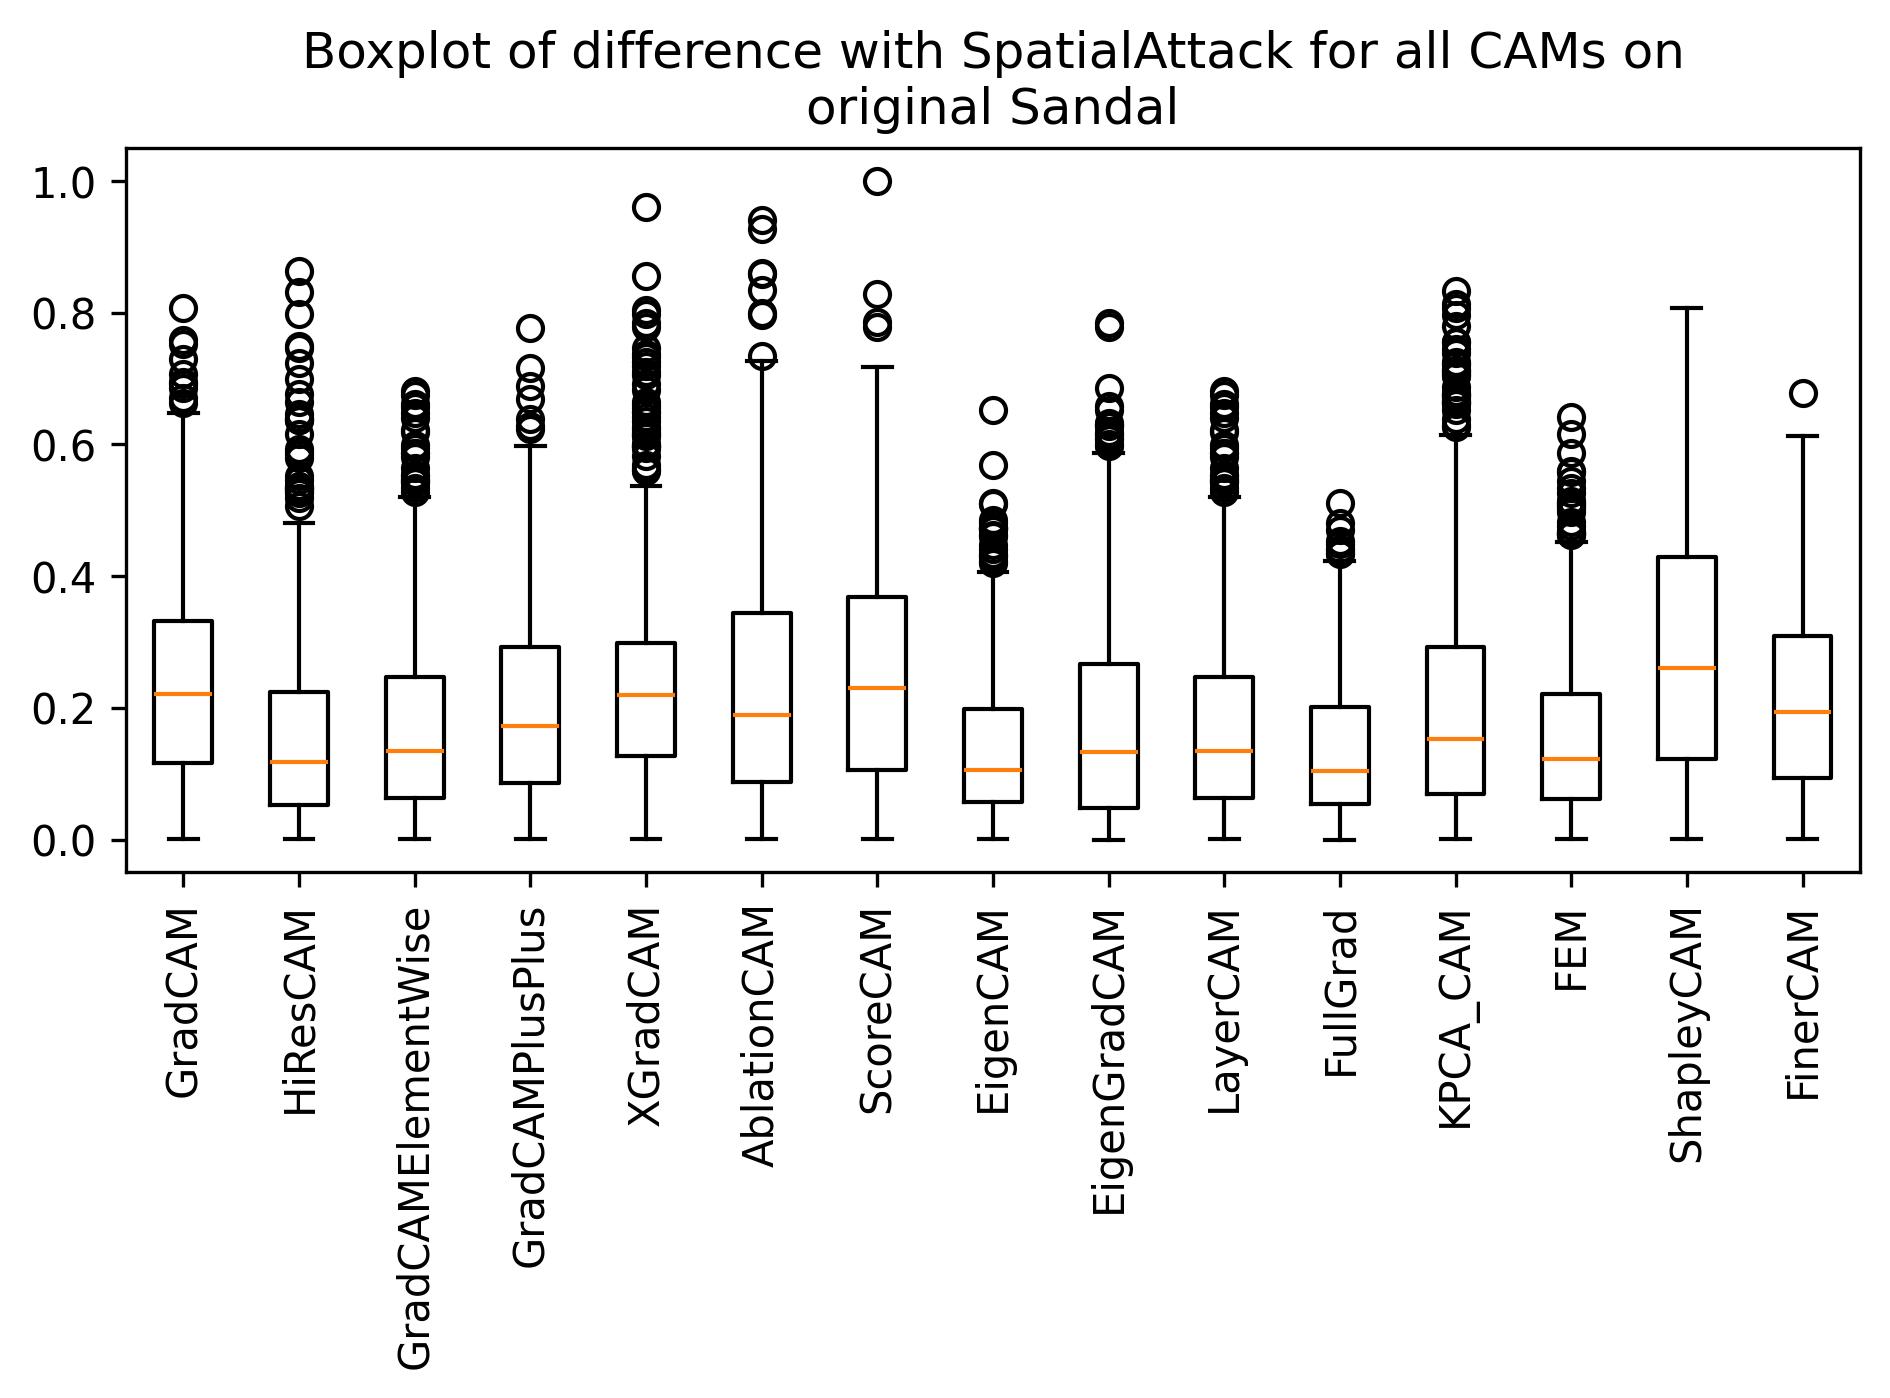 Boxplot of difference with SpatialAttack for all CAMs on
original Sandal
1.0
0.8
0.6
0.4
0.2
0.0
GradCAM
HiResCAM
GradCAMElementWise
GradCAMPlusPlus
XGradCAM
AblationCAM
ScoreCAM
EigenCAM
EigenGradCAM
LayerCAM
FullGrad
KPCA_CAM
FEM
ShapleyCAM
FinerCAM